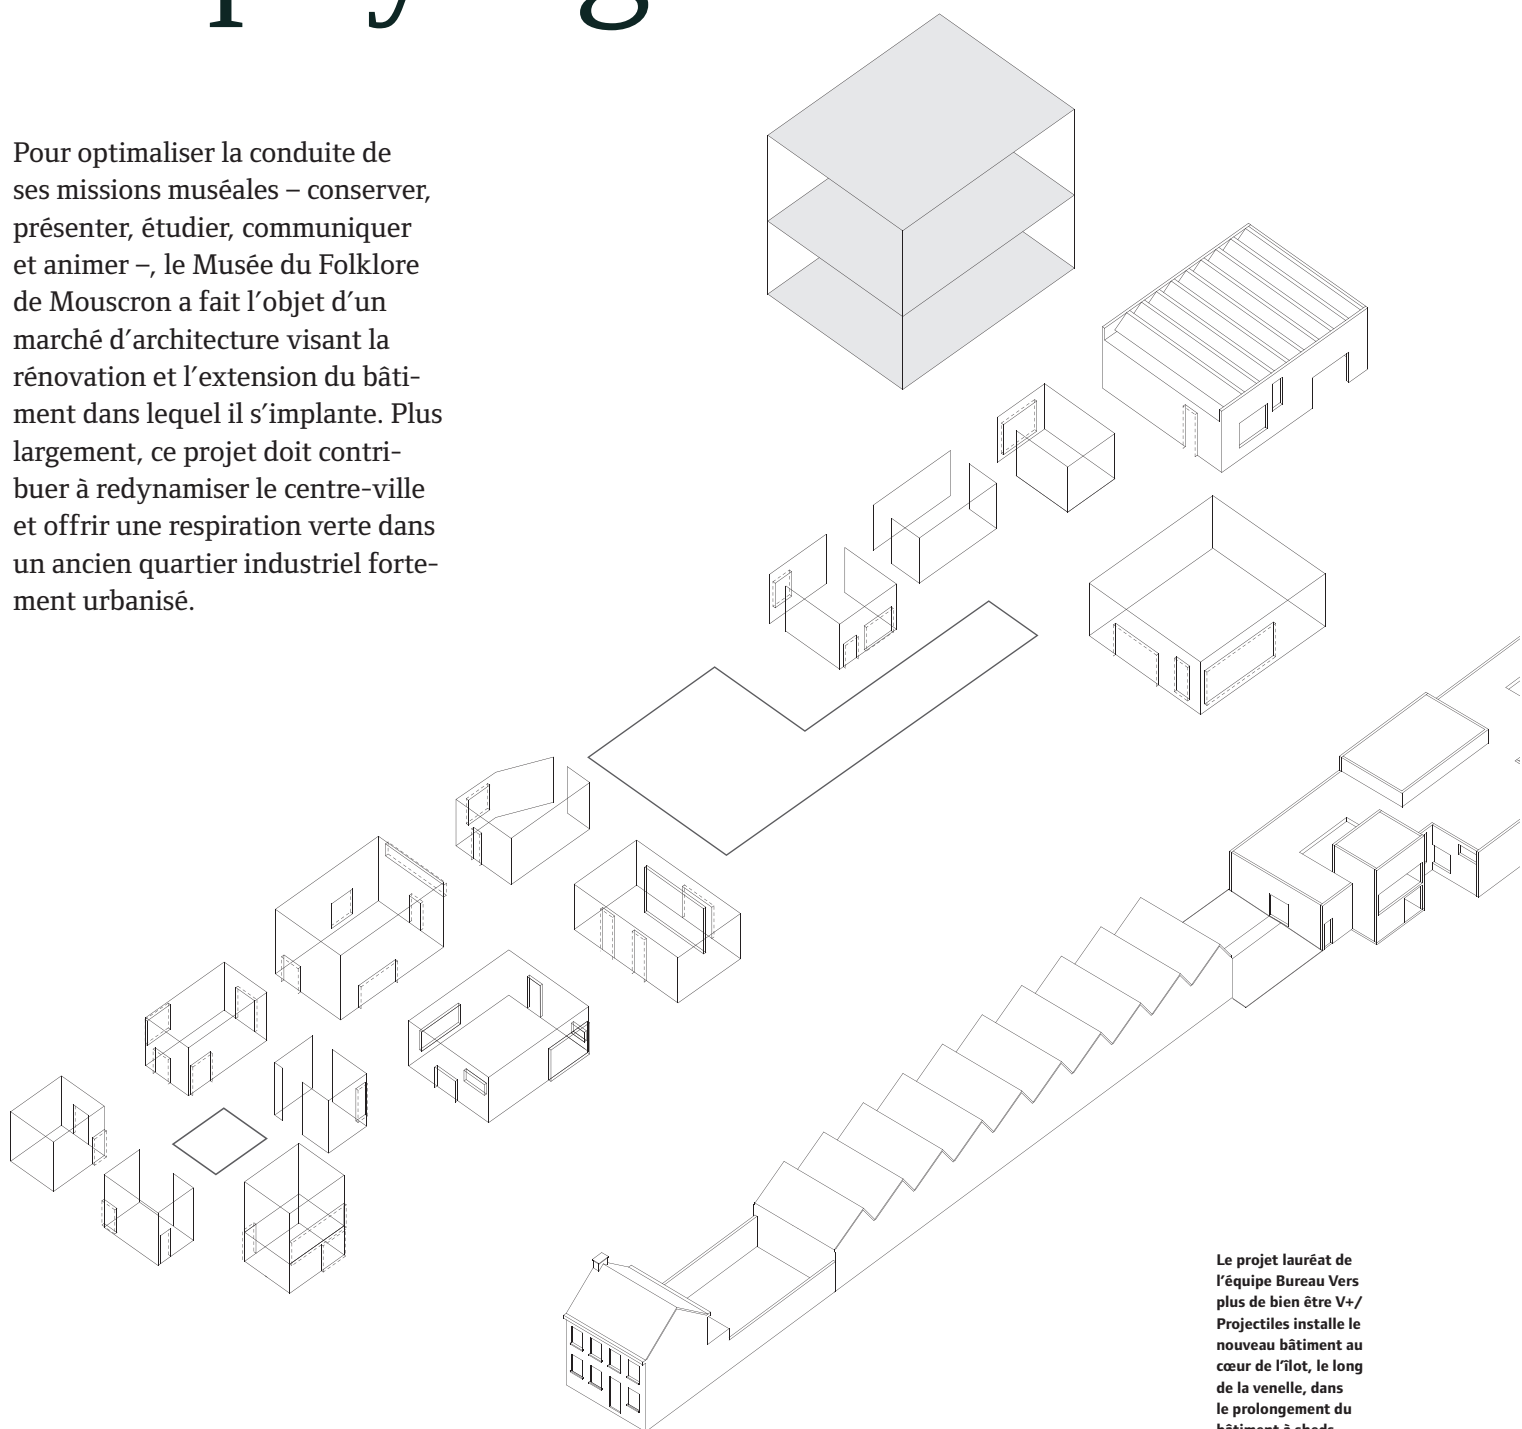 Pour optimaliser la conduite de
ses missions muséales – conserver,
présenter, étudier, communiquer
et animer –, le Musée du Folklore
de Mouscron a fait l’objet d’un
marché d’architecture visant la
rénovation et l’extension du bâti-
ment dans lequel il s’implante. Plus
largement, ce projet doit contri-
buer à redynamiser le centre-ville
et offrir une respiration verte dans
un ancien quartier industriel forte-
ment urbanisé.
Le projet lauréat de
l’équipe Bureau Vers
plus de bien être V+/
Projectiles installe le
nouveau bâtiment au
cœur de l’îlot, le long
de la venelle, dans
le prolongement du
bâtiment à sheds